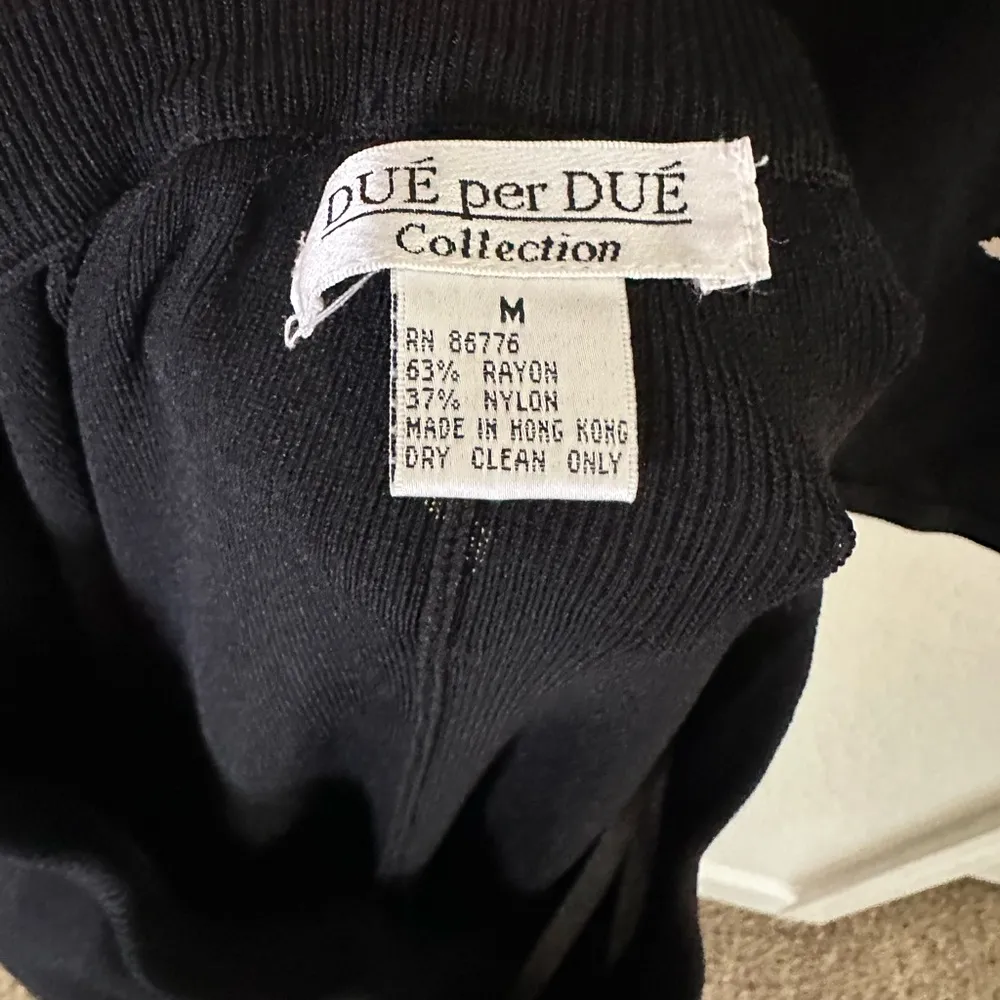 DUÉ per DUÉ
Collection
M
RN 86776
63% RAYON
37% NYLON
MADE IN HONG KONG
DRY CLEAN ONLY